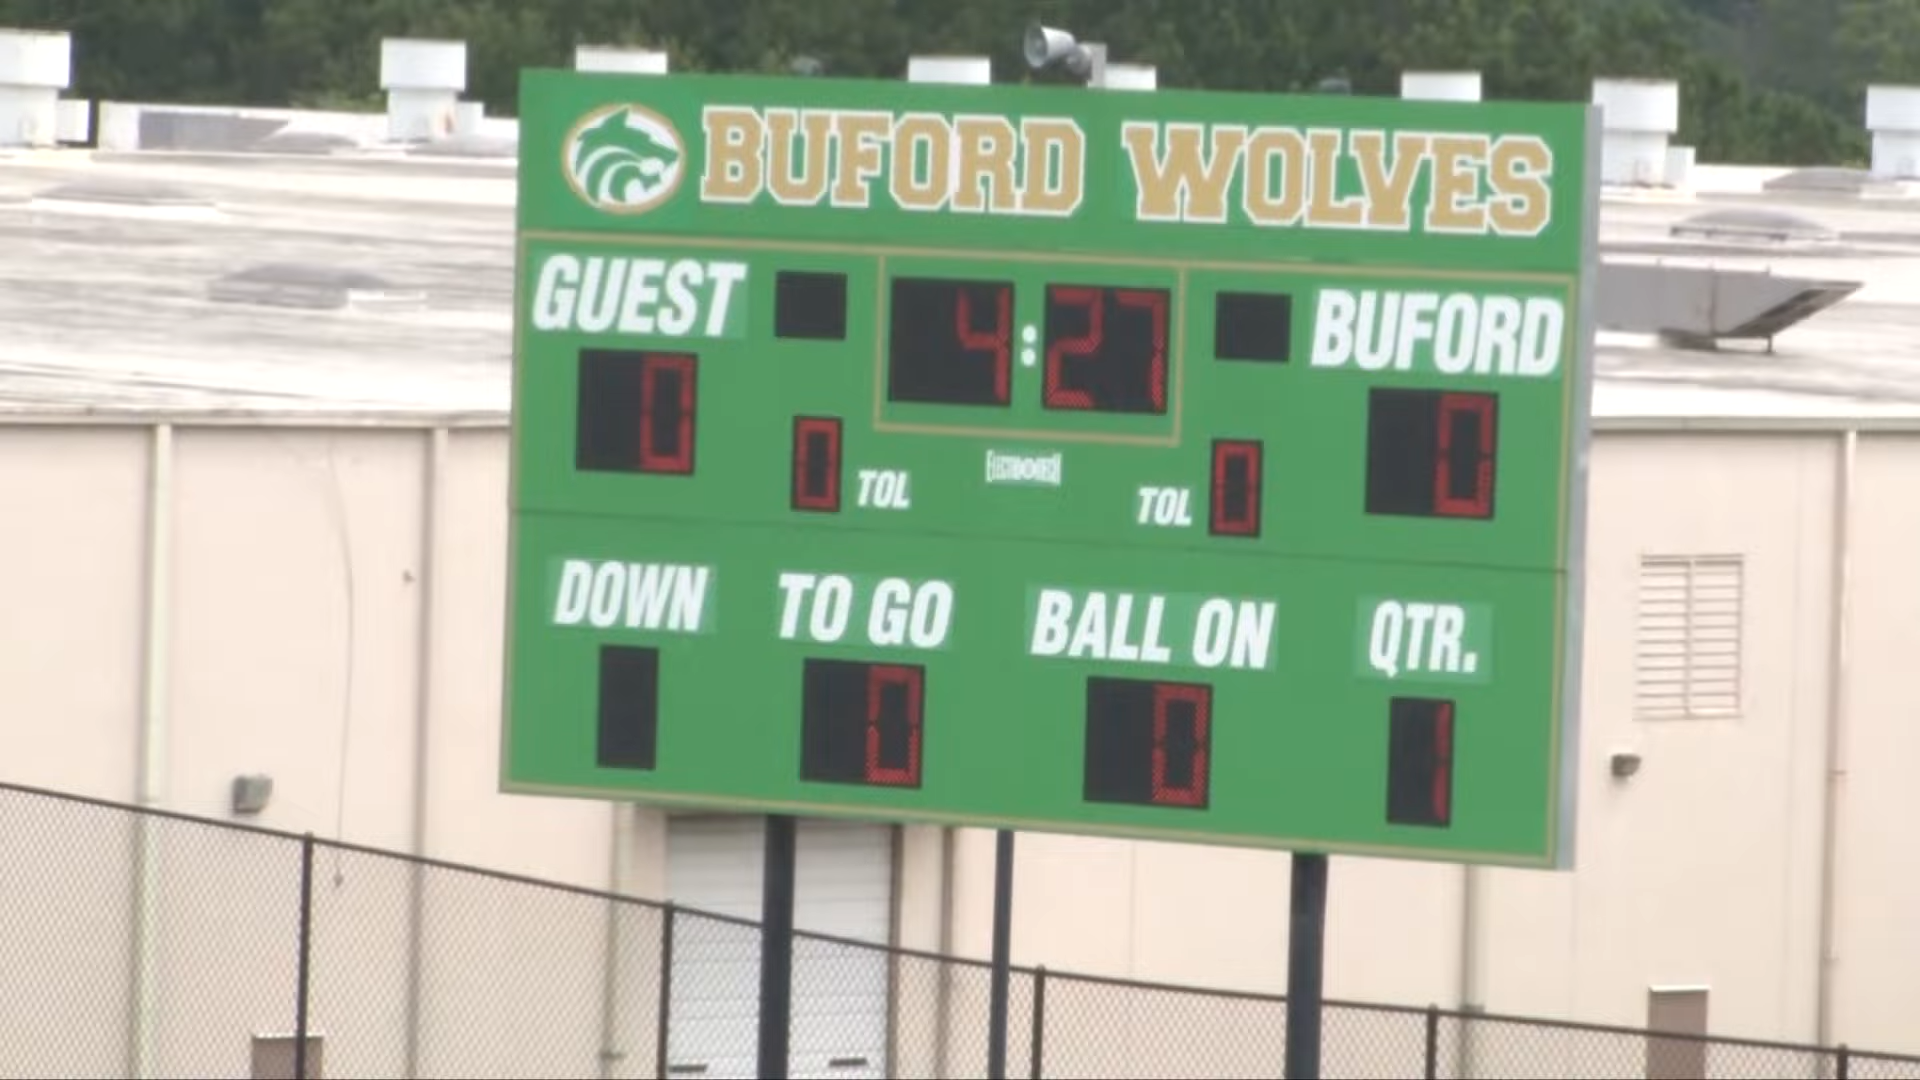 BUFORD WOLVES
GUEST 4:27 BUFORD
0 0
0 TOL TOL 0
DOWN TO GO BALL ON QTR.
0 0 1